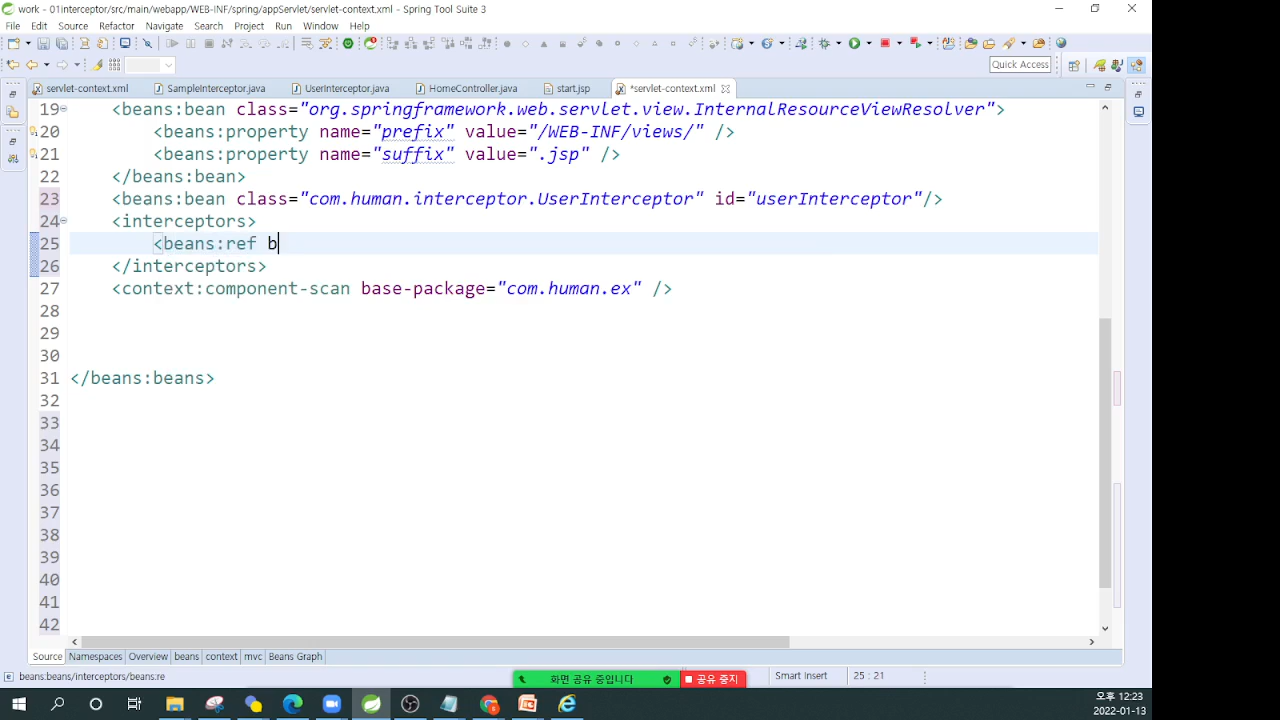 work - 01interceptor/src/main/webapp/WEB-INF/spring/appServlet/servlet-context.xml - Spring Tool Suite 3
File Edit Source Refactor Navigate Search Project Run Window Help
Quick Access
servlet-context.xml SampleInterceptor.java UserInterceptor.java HomeController.java start.jsp *servlet-context.xml
19 <beans:bean class="org.springframework.web.servlet.view.InternalResourceViewResolver">
20 <beans:property name="prefix" value="/WEB-INF/views/" />
21 <beans:property name="suffix" value=".jsp" />
22 </beans:bean>
23 <beans:bean class="com.human.interceptor.UserInterceptor" id="userInterceptor"/>
24 <interceptors>
25 <beans:ref b
26 </interceptors>
27 <context:component-scan base-package="com.human.ex" />
28
29
30
31 </beans:beans>
32
33
34
35
36
37
38
39
40
41
42
Source Namespaces Overview beans context mvc Beans Graph
beans:beans/interceptors/beans:re
화면 공유 중입니다 공유 중지
Smart Insert 25 : 21
오후 12:23
2022-01-13